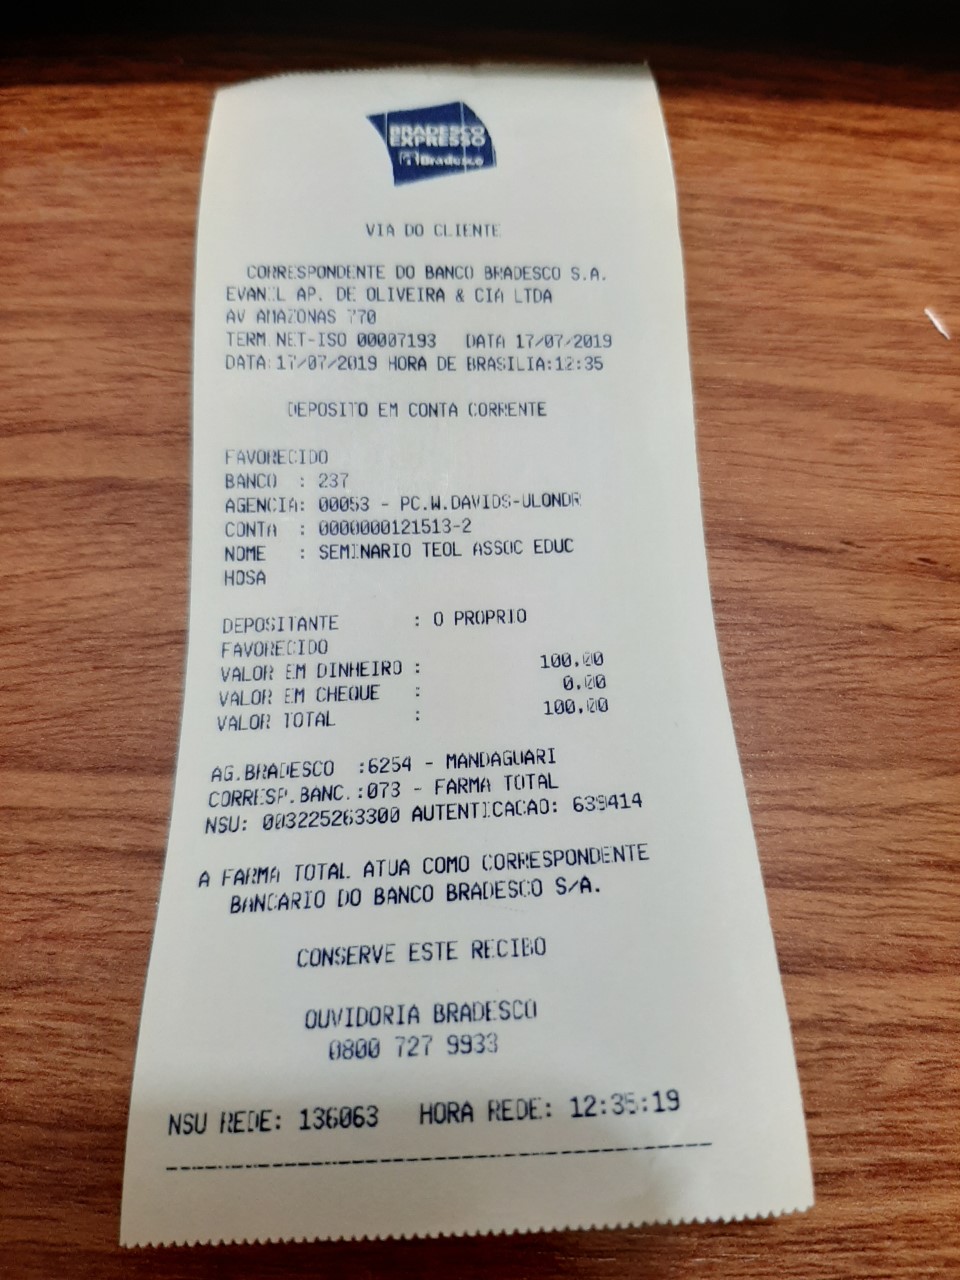 BRADESCO
EXPRESSO
Bradesco
VIA DO CLIENTE
CORRESPONDENTE DO BANCO BRADESCO S.A.
AP. DE OLIVEIRA & CIA LTDA
AV AMAZONAS 770
TERM.NET-ISO 00007193 DATA 17/07/2019
DATA:17/07/2019 HORA DE BRASILIA:12:35
DEPOSITO EM CONTA CORRENTE
FAVORECIDO
BANCO : 237
AGENCIA: 00053 - PC.W.DAVIDS-ULONDR
CONTA : 0000000121513-2
NOME : SEMINARIO TEOL ASSOC EDUC
HOSA
DEPOSITANTE : O PROPRIO
FAVORECIDO
VALOR EM DINHEIRO : 100,00
VALOR EM CHEQUE : 0,00
VALOR TOTAL : 100,00
AG.BRADESCO :6254 - MANDAGUARI
CORRESP.BANC.:073 - FARMA TOTAL
NSU: 003225263300 AUTENTICACAO: 639414
A FARMA TOTAL ATUA COMO CORRESPONDENTE
BANCARIO DO BANCO BRADESCO S/A.
CONSERVE ESTE RECIBO
OUVIDORIA BRADESCO
0800 727 9933
NSU REDE: 136063 HORA REDE: 12:35:19